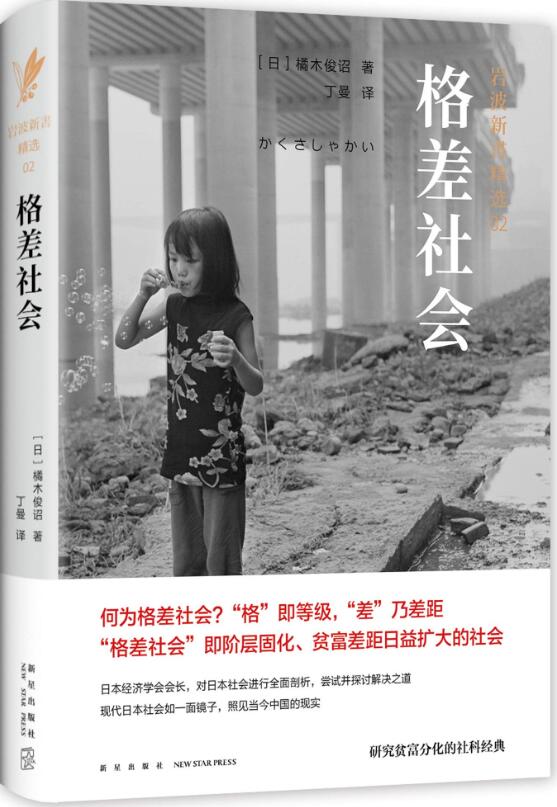 岩波新書
精选
02
格差社会
[日]橘木俊诏 著
丁曼 译
新星出版社
NEW STAR PRESS
[日]橘木俊诏 著
丁曼 译
かくさしゃかい
格差社会
岩波新書精选02
何为格差社会?“格”即等级,“差”乃差距
“格差社会”即阶层固化、贫富差距日益扩大的社会
日本经济学会会长,对日本社会进行全面剖析,尝试并探讨解决之道
现代日本社会如一面镜子,照见当今中国的现实
新星出版社 NEW STAR PRESS
研究贫富分化的社科经典